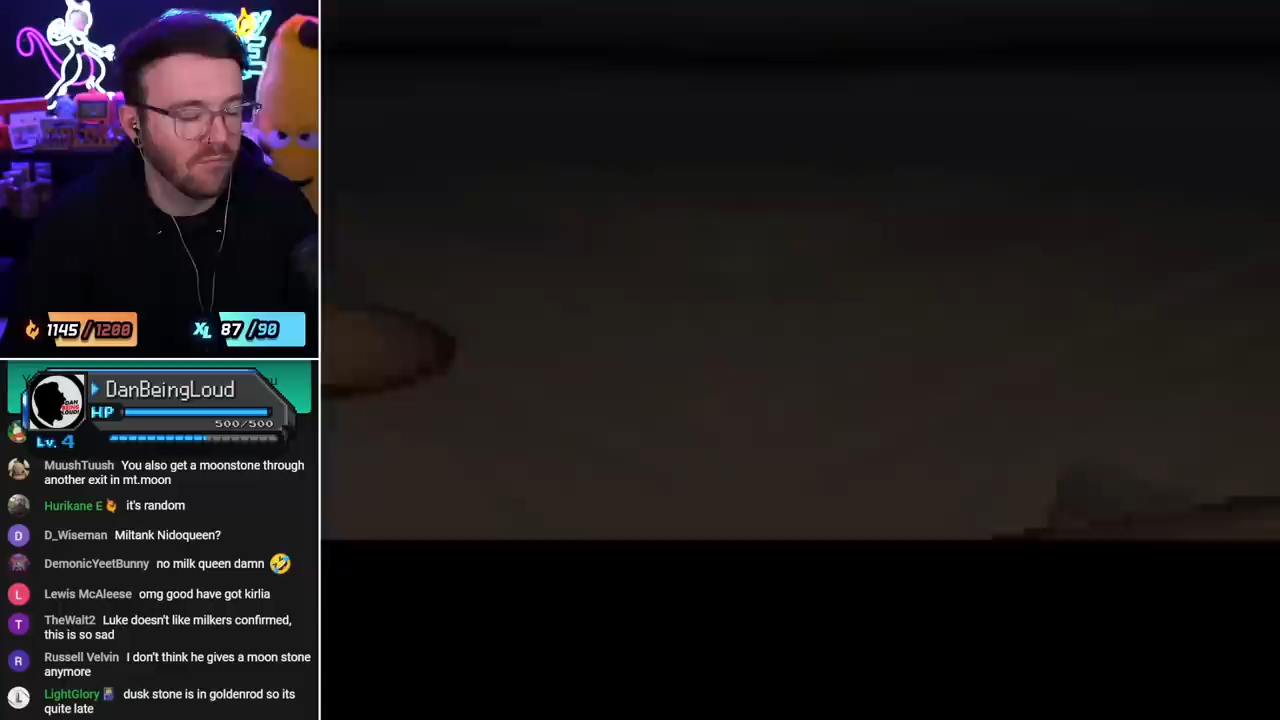 1145/1200
XL 87/90
DanBeingLoud
HP
500/500
Lv. 4
MuushTuush You also get a moonstone through
another exit in mt.moon
Hurikane E it's random
D D_Wiseman Miltank Nidoqueen?
DemonicYeetBunny no milk queen damn
L Lewis McAleese omg good have got kirlia
T TheWalt2 Luke doesn't like milkers confirmed,
this is so sad
R Russell Velvin I don't think he gives a moon stone
anymore
L LightGlory dusk stone is in goldenrod so its
quite late